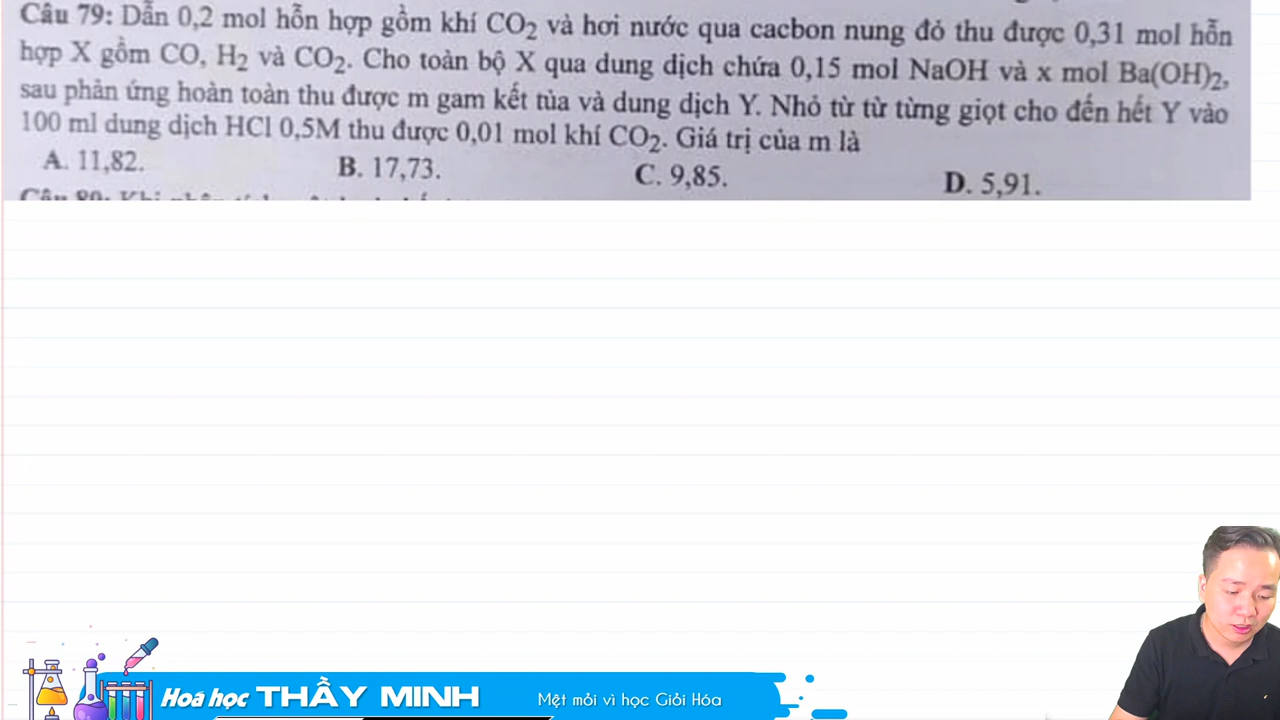 Câu 79: Dẫn 0,2 mol hỗn hợp gồm khí CO₂ và hơi nước qua cacbon nung đỏ thu được 0,31 mol hỗn
hợp X gồm CO, H₂ và CO₂. Cho toàn bộ X qua dung dịch chứa 0,15 mol NaOH và x mol Ba(OH)₂,
sau phản ứng hoàn toàn thu được m gam kết tủa và dung dịch Y. Nhỏ từ từ từng giọt cho đến hết Y vào
100 ml dung dịch HCl 0,5M thu được 0,01 mol khí CO₂. Giá trị của m là
A. 11,82. B. 17,73. C. 9,85. D. 5,91.
Hoá học THẦY MINH Mệt mỏi vì học Giỏi Hóa